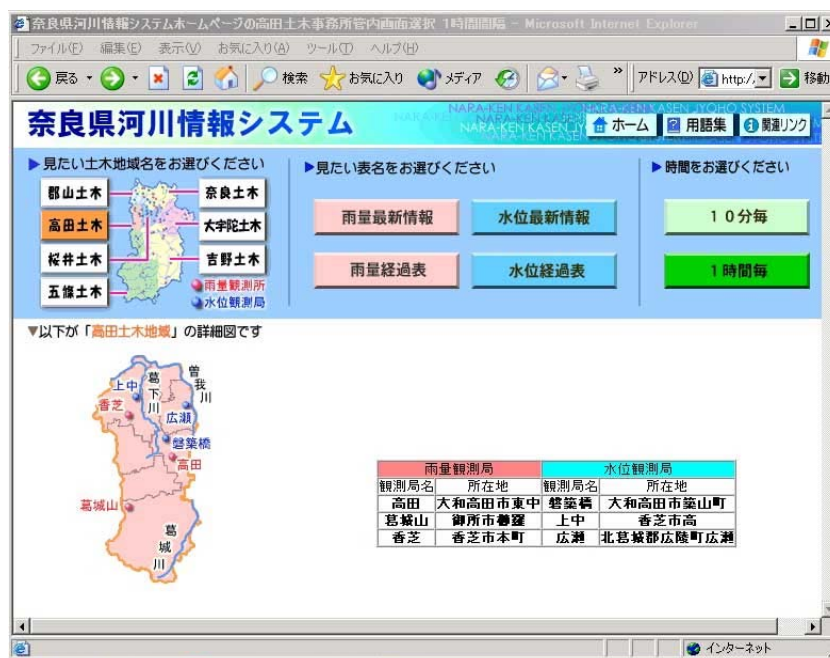 奈良県河川情報システムホームページの高田土木事務所管内画面選択 1時間間隔 - Microsoft Internet Explorer
ファイル(F) 編集(E) 表示(V) お気に入り(A) ツール(T) ヘルプ(H)
戻る 検索 お気に入り メディア » アドレス(D) http:/ 移動
奈良県河川情報システム
ホーム 用語集 関連リンク
▶見たい土木地域名をお選びください
郡山土木 奈良土木
高田土木 大宇陀土木
桜井土木 吉野土木
五條土木
雨量観測所
水位観測局
▶見たい表名をお選びください
雨量最新情報 水位最新情報
雨量経過表 水位経過表
▶時間をお選びください
10分毎
1時間毎
▼以下が「高田土木地域」の詳細図です
上中
葛下川
曽我川
香芝
広瀬
磐築橋
高田
葛城山
葛城川
雨量観測局 水位観測局
観測局名 所在地 観測局名 所在地
高田 大和高田市東中 磐築橋 大和高田市築山町
葛城山 御所市櫛羅 上中 香芝市高
香芝 香芝市本町 広瀬 北葛城郡広陵町広瀬
インターネット